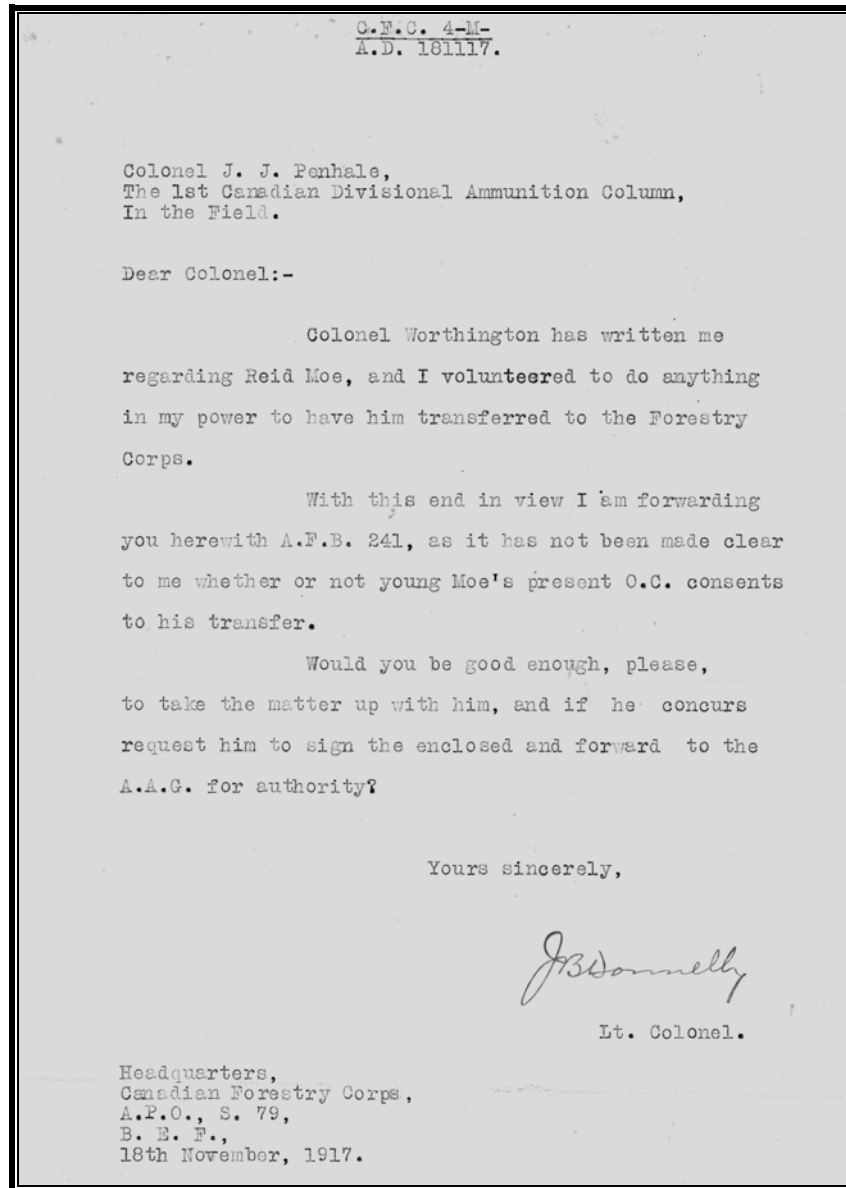 C.F.C. 4-M-
A.D. 181117.
Colonel J. J. Penhale,
The 1st Canadian Divisional Ammunition Column,
In the Field.
Dear Colonel:-
Colonel Worthington has written me
regarding Reid Moe, and I volunteered to do anything
in my power to have him transferred to the Forestry
Corps.
With this end in view I am forwarding
you herewith A.F.B. 241, as it has not been made clear
to me whether or not young Moe's present O.C. consents
to his transfer.
Would you be good enough, please,
to take the matter up with him, and if he concurs
request him to sign the enclosed and forward to the
A.A.G. for authority?
Yours sincerely,
JBDonnelly
Lt. Colonel.
Headquarters,
Canadian Forestry Corps,
A.P.O., S. 79,
B. E. F.,
18th November, 1917.